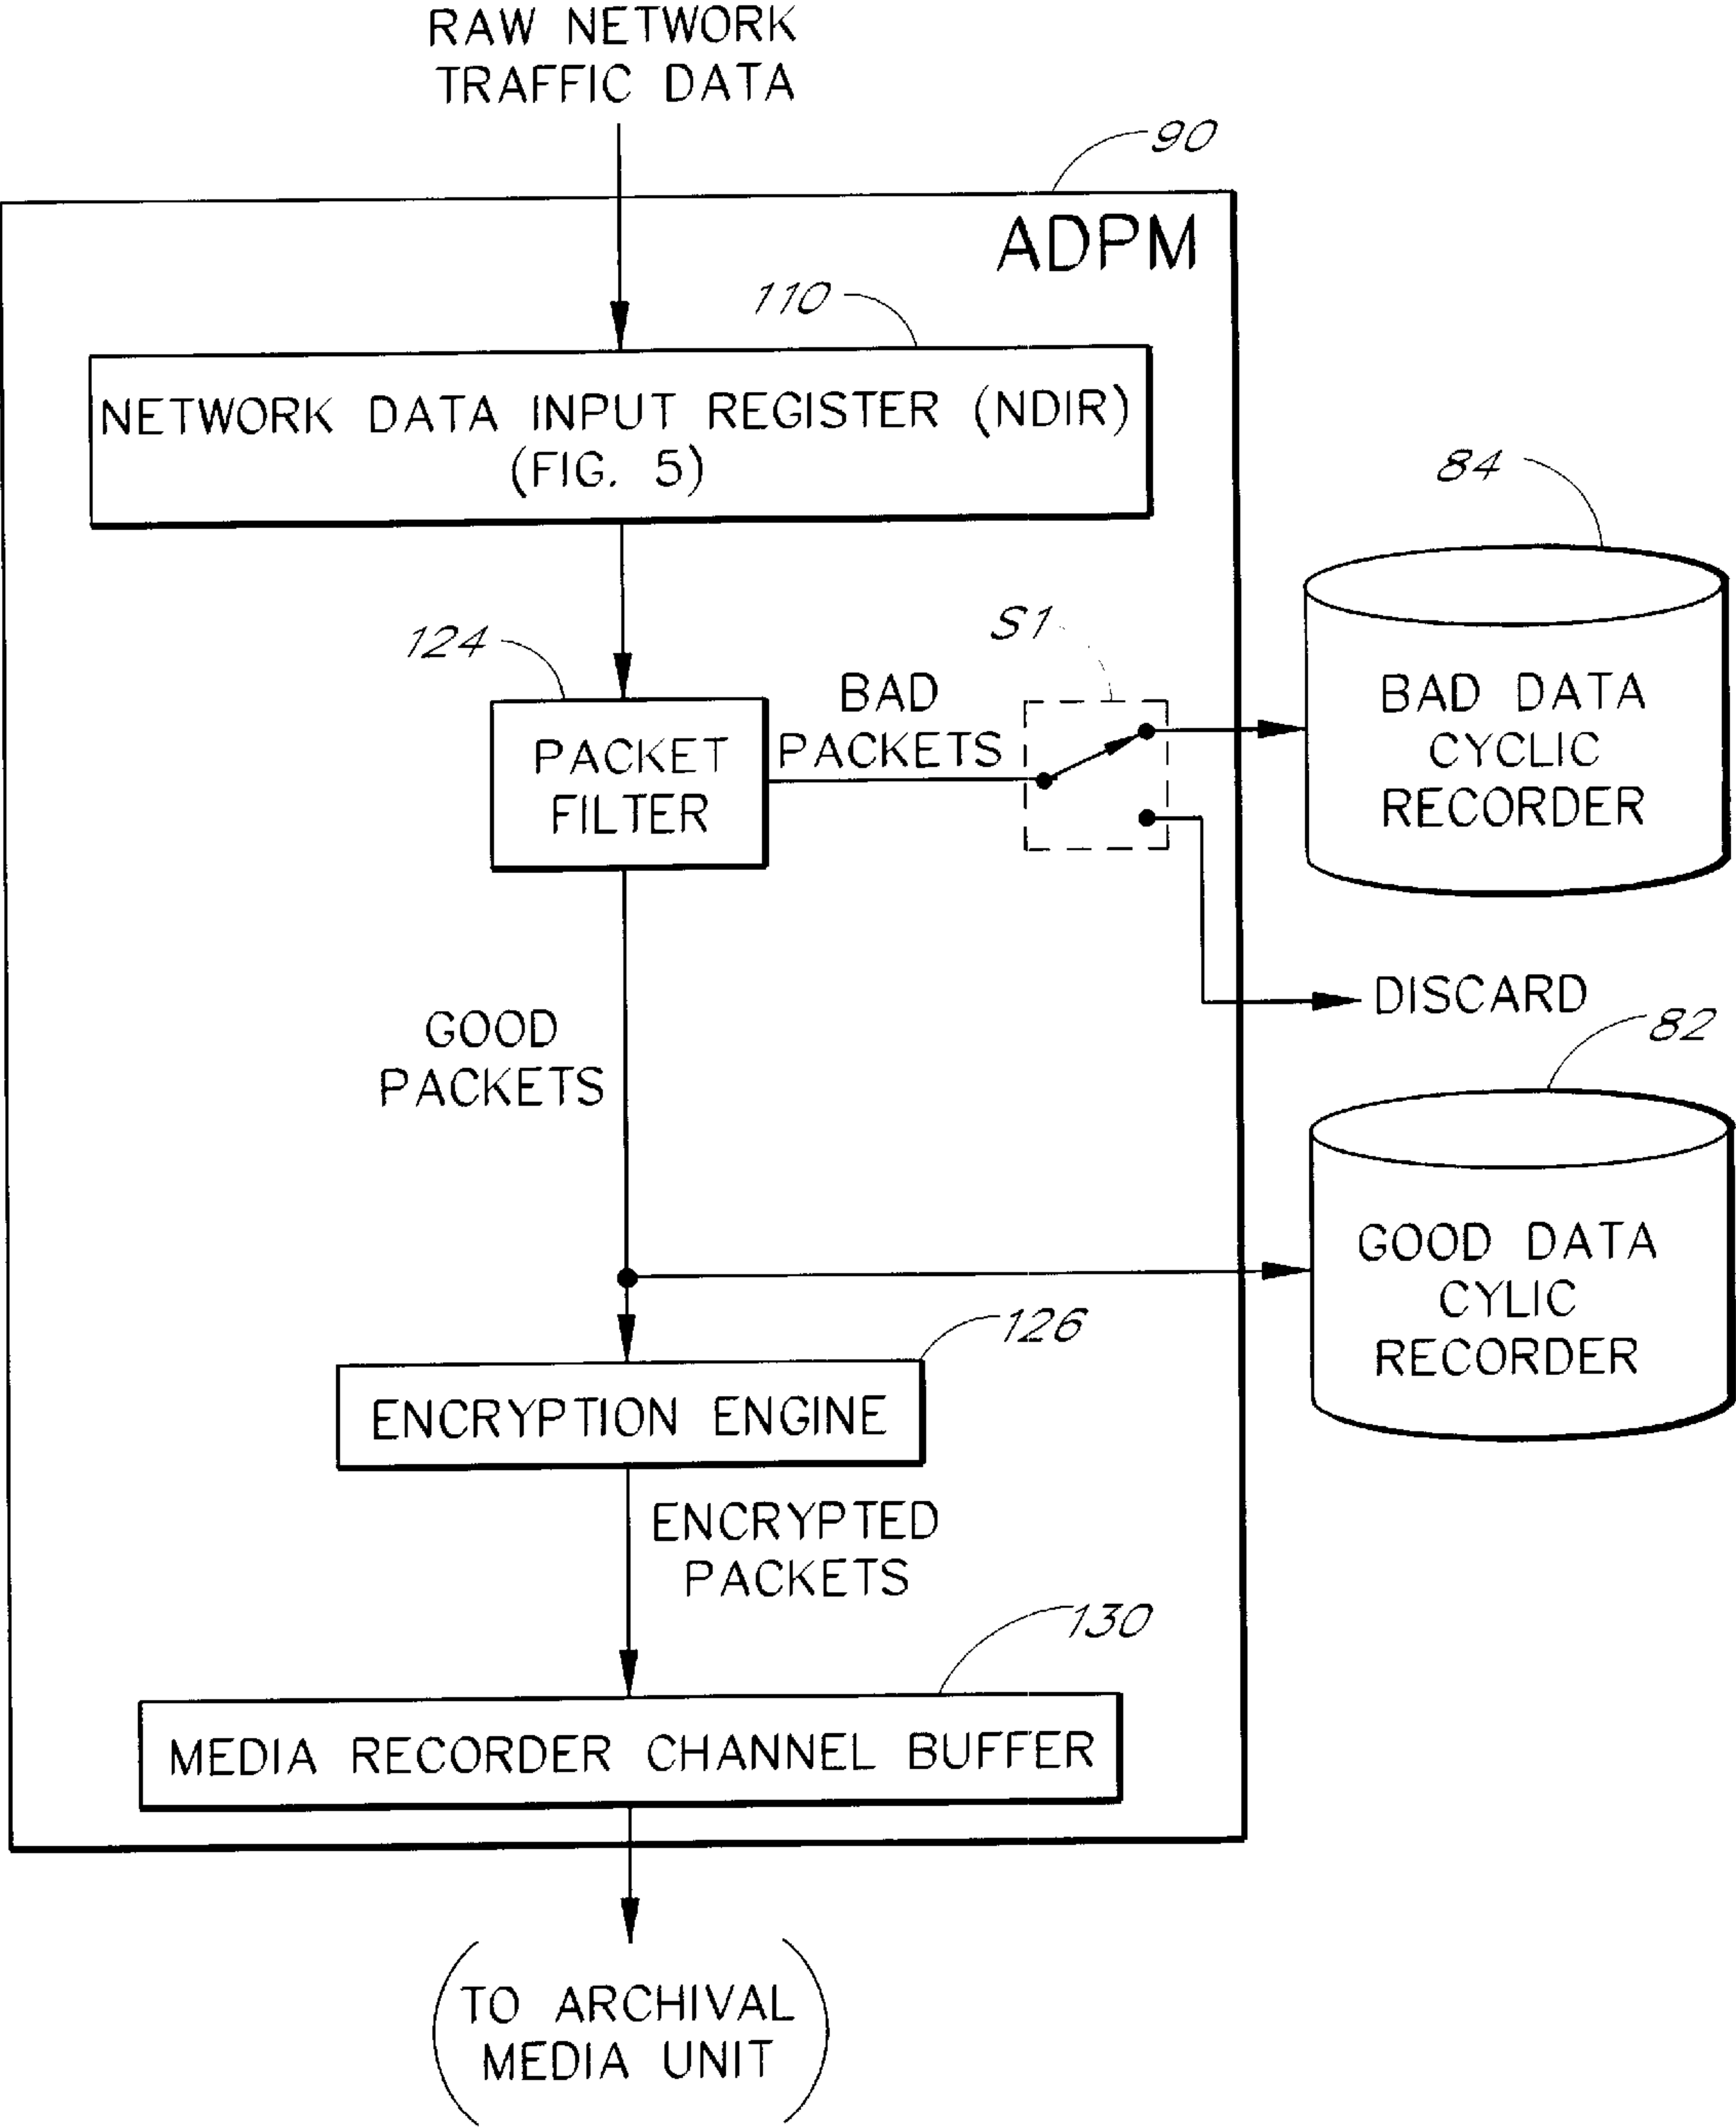 RAW NETWORK
TRAFFIC DATA
90
ADPM
110
NETWORK DATA INPUT REGISTER (NDIR)
(FIG. 5)
84
124
S1
BAD
PACKETS
PACKET
FILTER
BAD DATA
CYCLIC
RECORDER
DISCARD
GOOD
PACKETS
82
GOOD DATA
CYLIC
RECORDER
126
ENCRYPTION ENGINE
ENCRYPTED
PACKETS
130
MEDIA RECORDER CHANNEL BUFFER
(TO ARCHIVAL
MEDIA UNIT)